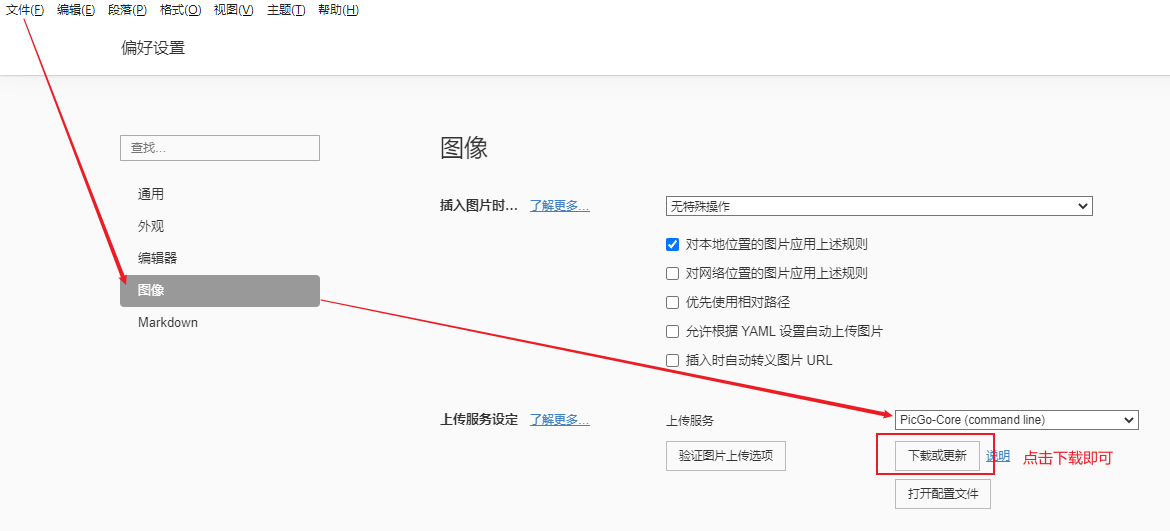 文件(F) 编辑(E) 段落(P) 格式(O) 视图(V) 主题(T) 帮助(H)
偏好设置
查找...
通用
外观
编辑器
图像
Markdown
图像
插入图片时... 了解更多... 无特殊操作
对本地位置的图片应用上述规则
对网络位置的图片应用上述规则
优先使用相对路径
允许根据 YAML 设置自动上传图片
插入时自动转义图片 URL
上传服务设定 了解更多... 上传服务 PicGo-Core (command line)
验证图片上传选项 下载或更新 说明 点击下载即可
打开配置文件